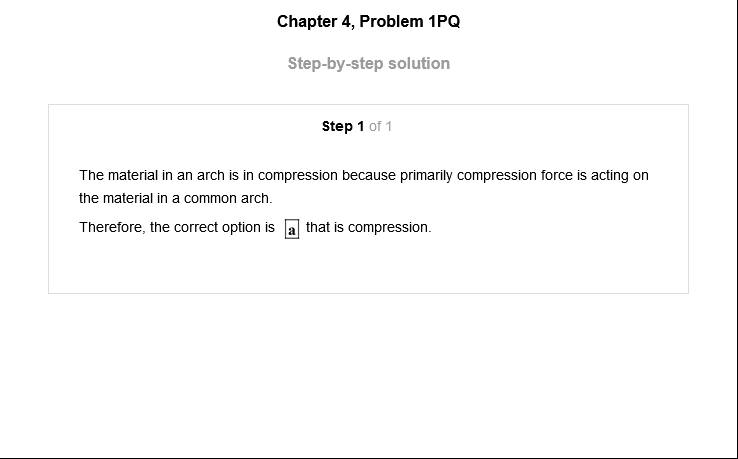 Chapter 4, Problem 1PQ
Step-by-step solution
Step 1 of 1
The material in an arch is in compression because primarily compression force is acting on
the material in a common arch.
Therefore, the correct option is a that is compression.